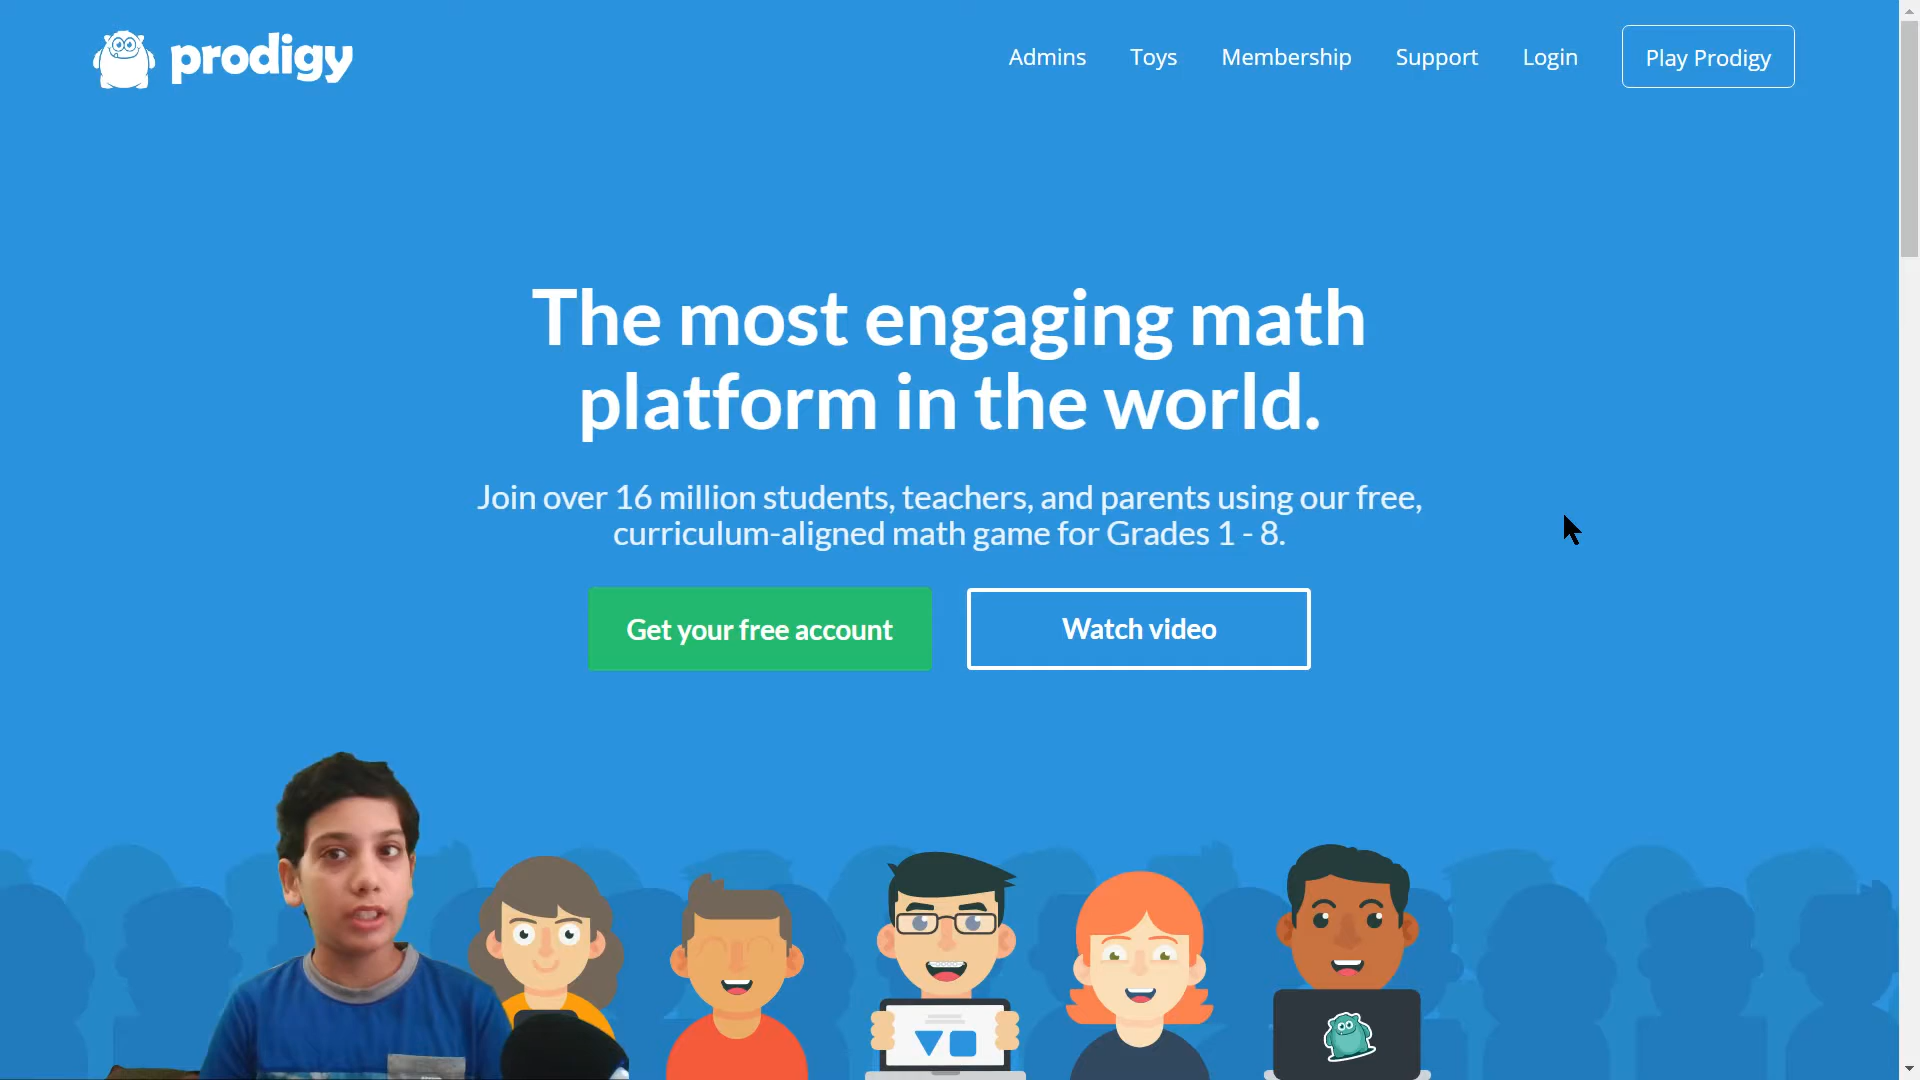 prodigy
Admins
Toys
Membership
Support
Login
Play Prodigy
The most engaging math
platform in the world.
Join over 16 million students, teachers, and parents using our free,
curriculum-aligned math game for Grades 1 - 8.
Get your free account
Watch video